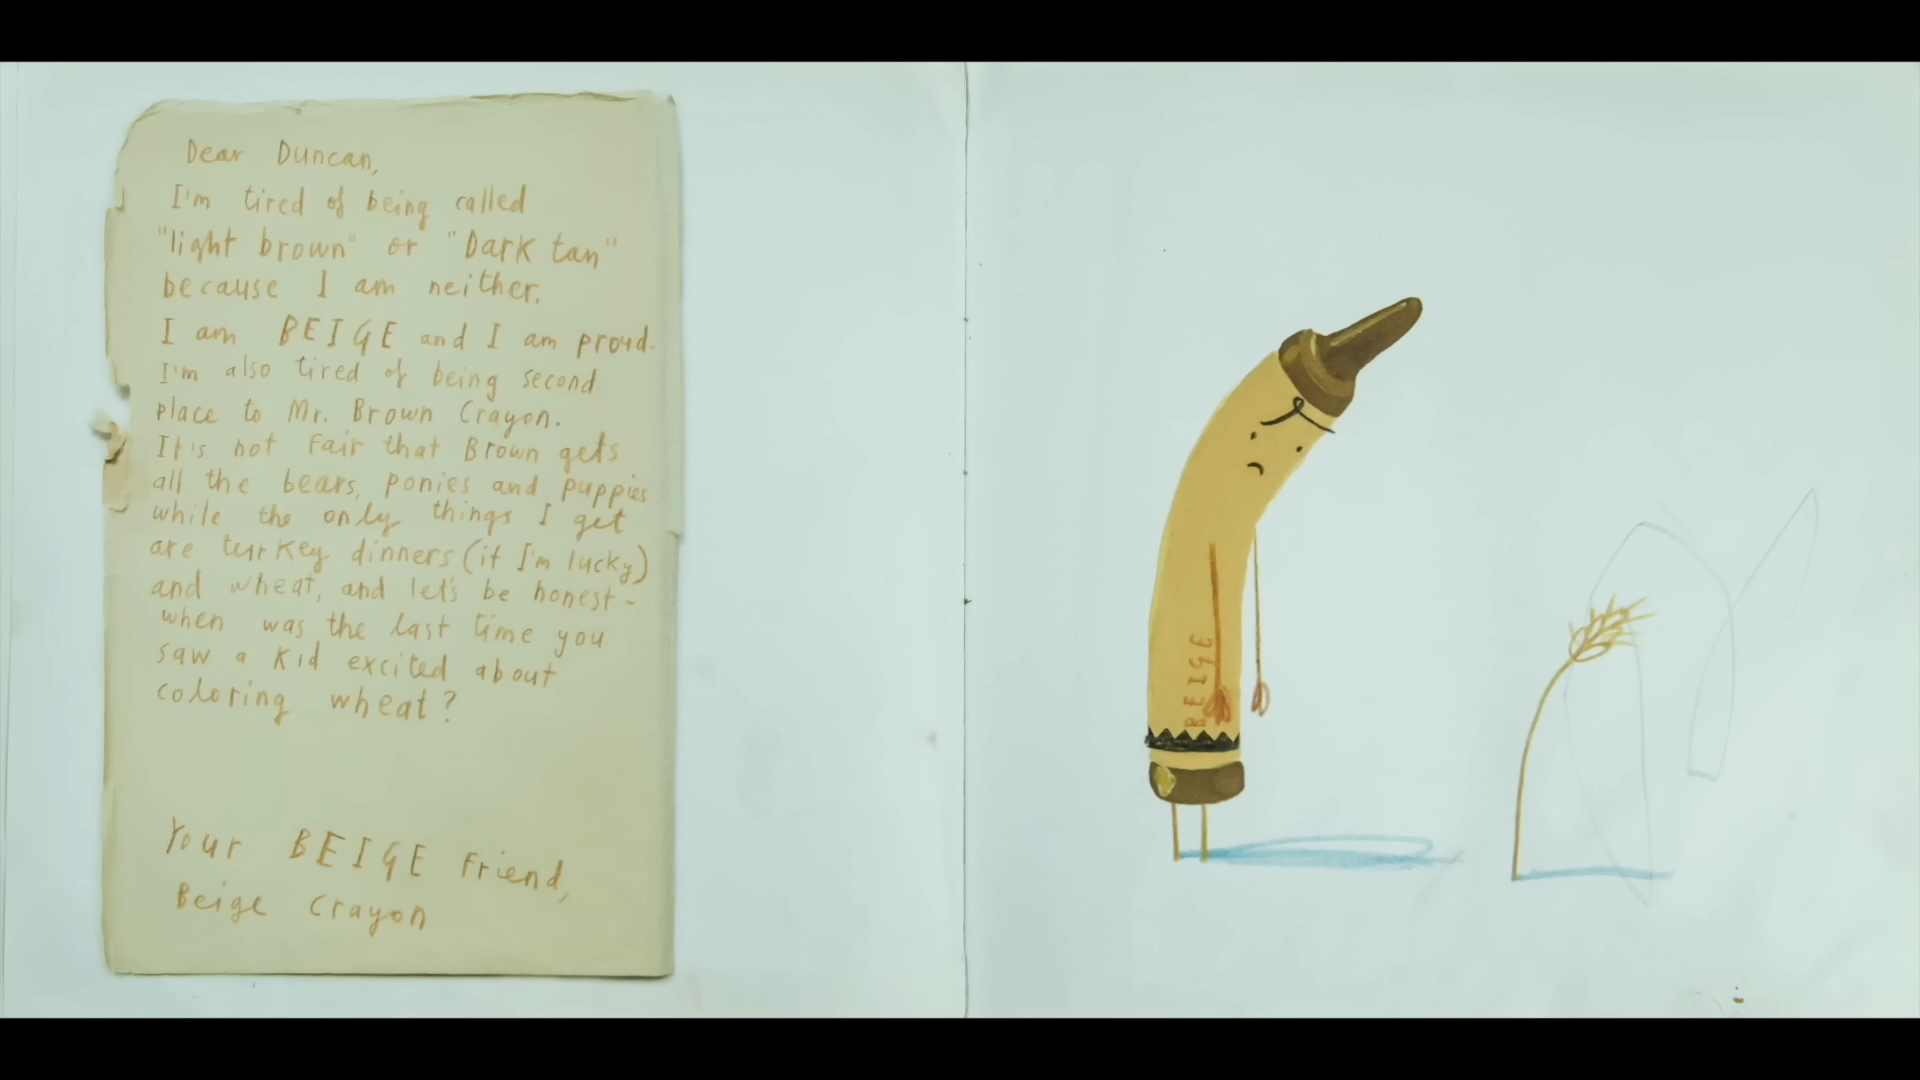 Dear Duncan,
I'm tired of being called
"light brown" or "Dark tan"
because I am neither.
I am BEIGE and I am proud.
I'm also tired of being second
place to Mr. Brown Crayon.
It's not fair that Brown gets
all the bears, ponies and puppies
while the only things I get
are turkey dinners (if I'm lucky)
and wheat, and let's be honest -
when was the last time you
saw a kid excited about
coloring wheat?
Your BEIGE Friend,
Beige Crayon
BEIGE